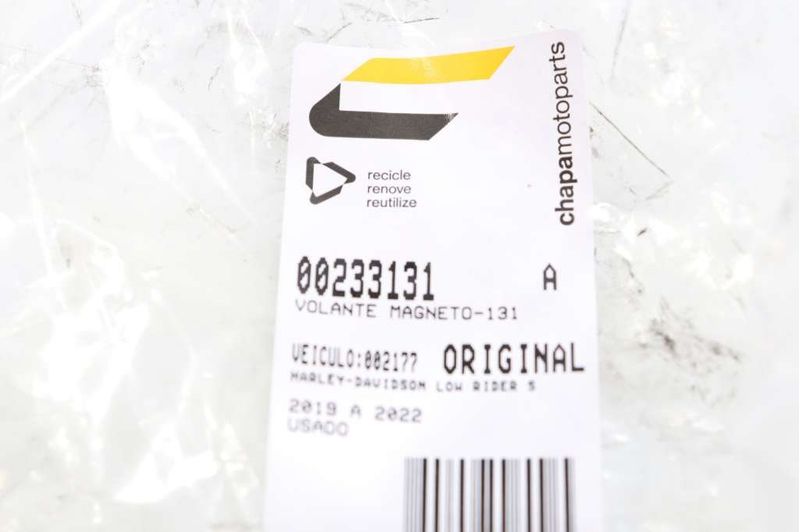 chapamotoparts
recicle
renove
reutilize
00233131 A
VOLANTE MAGNETO-131
VEICULO:002177 ORIGINAL
HARLEY-DAVIDSON LOW RIDER S
2019 A 2022
USADO